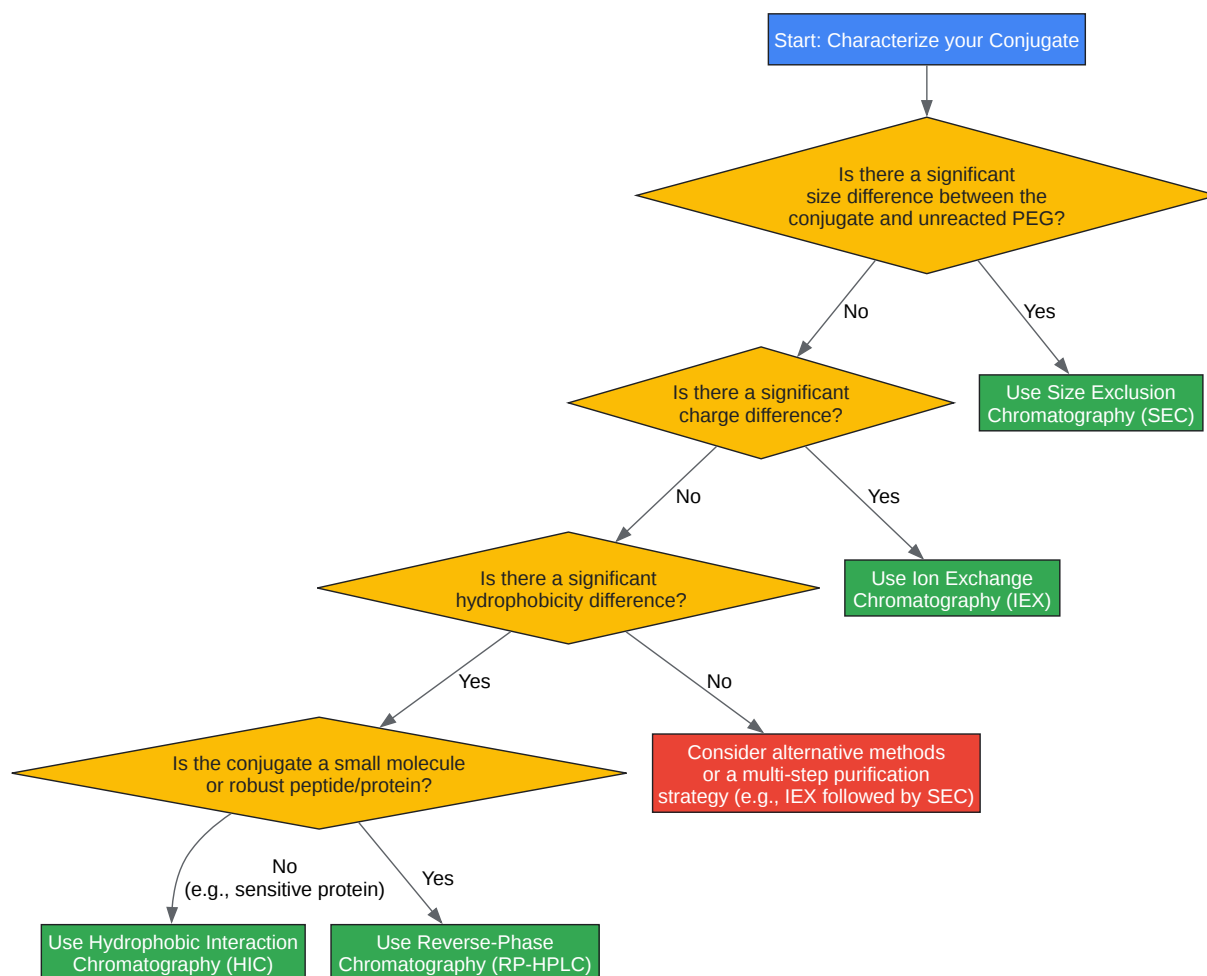 Start: Characterize your Conjugate
Is there a significant
size difference between the
conjugate and unreacted PEG?
No
Yes
Is there a significant
charge difference?
Use Size Exclusion
Chromatography (SEC)
No
Yes
Is there a significant
hydrophobicity difference?
Use Ion Exchange
Chromatography (IEX)
Yes
No
Is the conjugate a small molecule
or robust peptide/protein?
Consider alternative methods
or a multi-step purification
strategy (e.g., IEX followed by SEC)
No
(e.g., sensitive protein)
Yes
Use Hydrophobic Interaction
Chromatography (HIC)
Use Reverse-Phase
Chromatography (RP-HPLC)